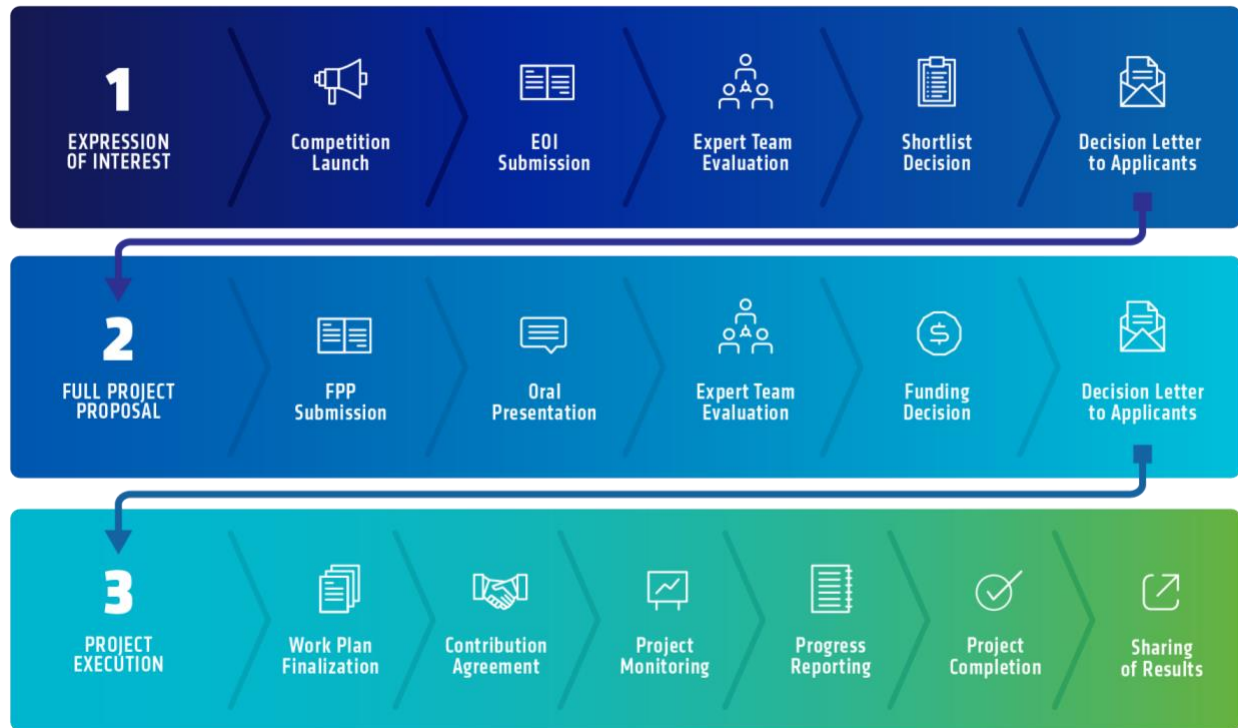 1
EXPRESSION
OF INTEREST
Competition
Launch
EOI
Submission
Expert Team
Evaluation
Shortlist
Decision
Decision Letter
to Applicants
2
FULL PROJECT
PROPOSAL
FPP
Submission
Oral
Presentation
Expert Team
Evaluation
$
Funding
Decision
Decision Letter
to Applicants
3
PROJECT
EXECUTION
Work Plan
Finalization
Contribution
Agreement
Project
Monitoring
Progress
Reporting
Project
Completion
Sharing
of Results